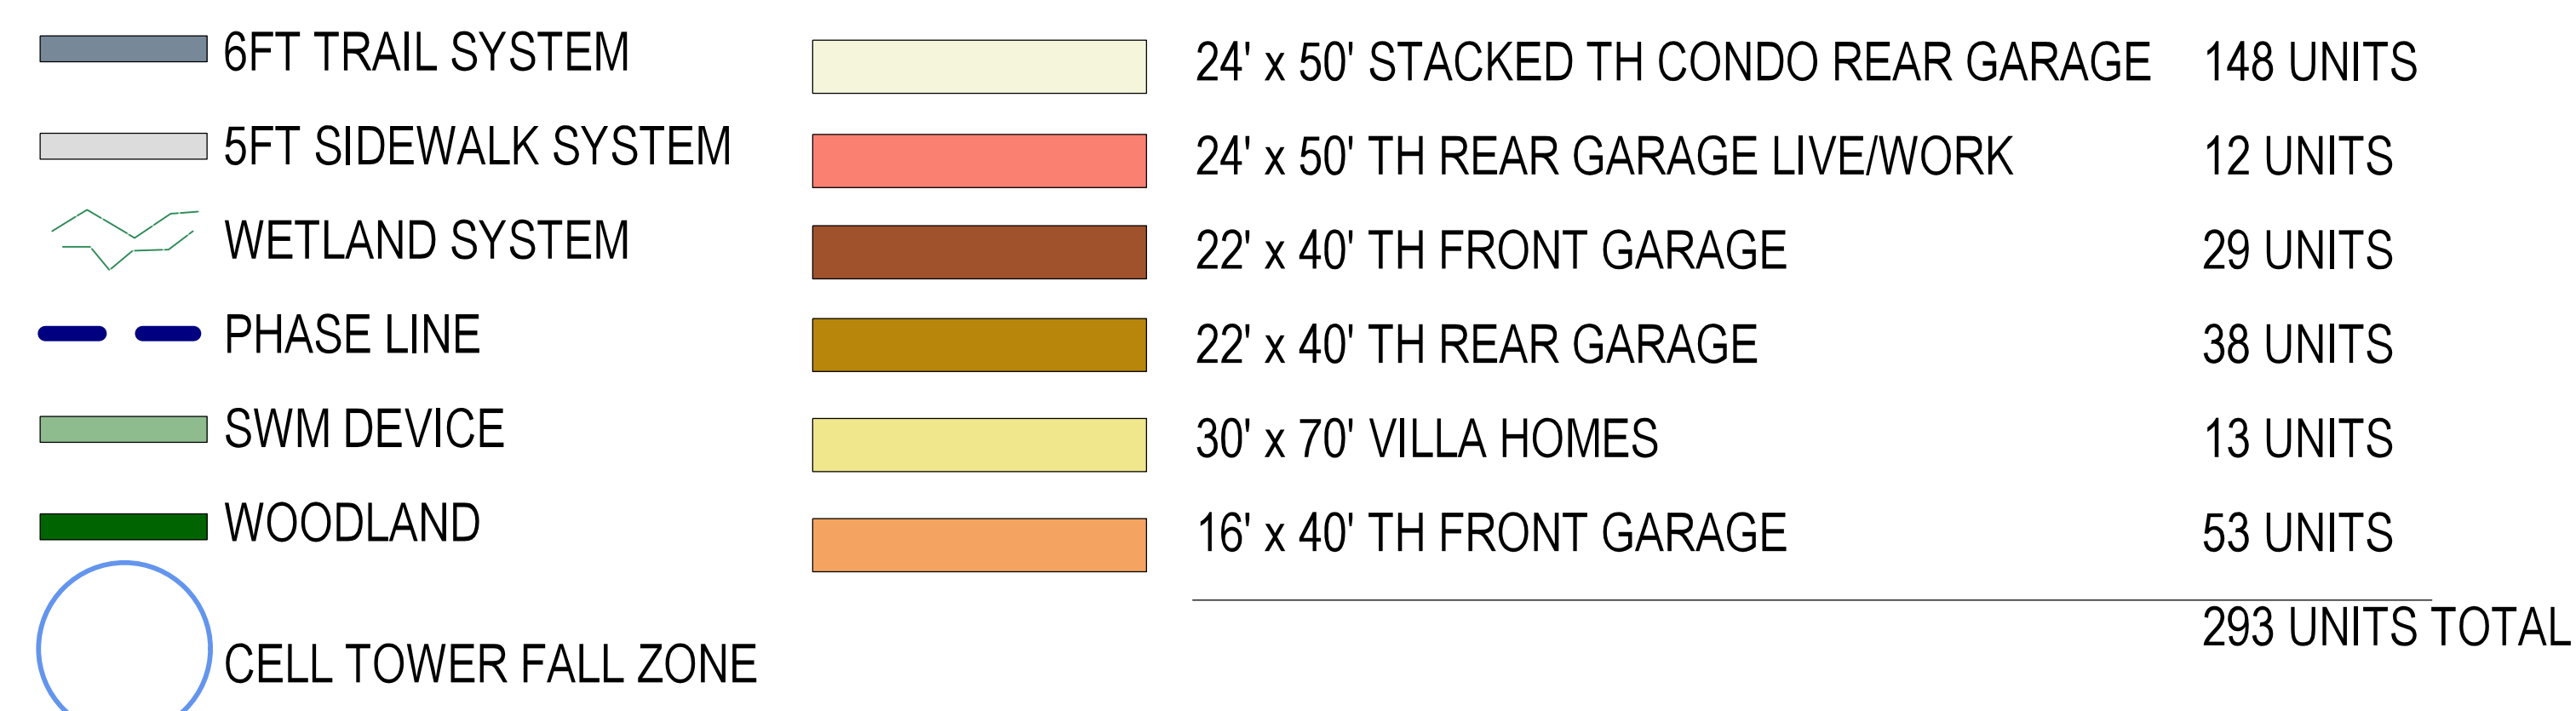 6FT TRAIL SYSTEM
5FT SIDEWALK SYSTEM
WETLAND SYSTEM
PHASE LINE
SWM DEVICE
WOODLAND
CELL TOWER FALL ZONE
24' x 50' STACKED TH CONDO REAR GARAGE 148 UNITS
24' x 50' TH REAR GARAGE LIVE/WORK 12 UNITS
22' x 40' TH FRONT GARAGE 29 UNITS
22' x 40' TH REAR GARAGE 38 UNITS
30' x 70' VILLA HOMES 13 UNITS
16' x 40' TH FRONT GARAGE 53 UNITS
293 UNITS TOTAL